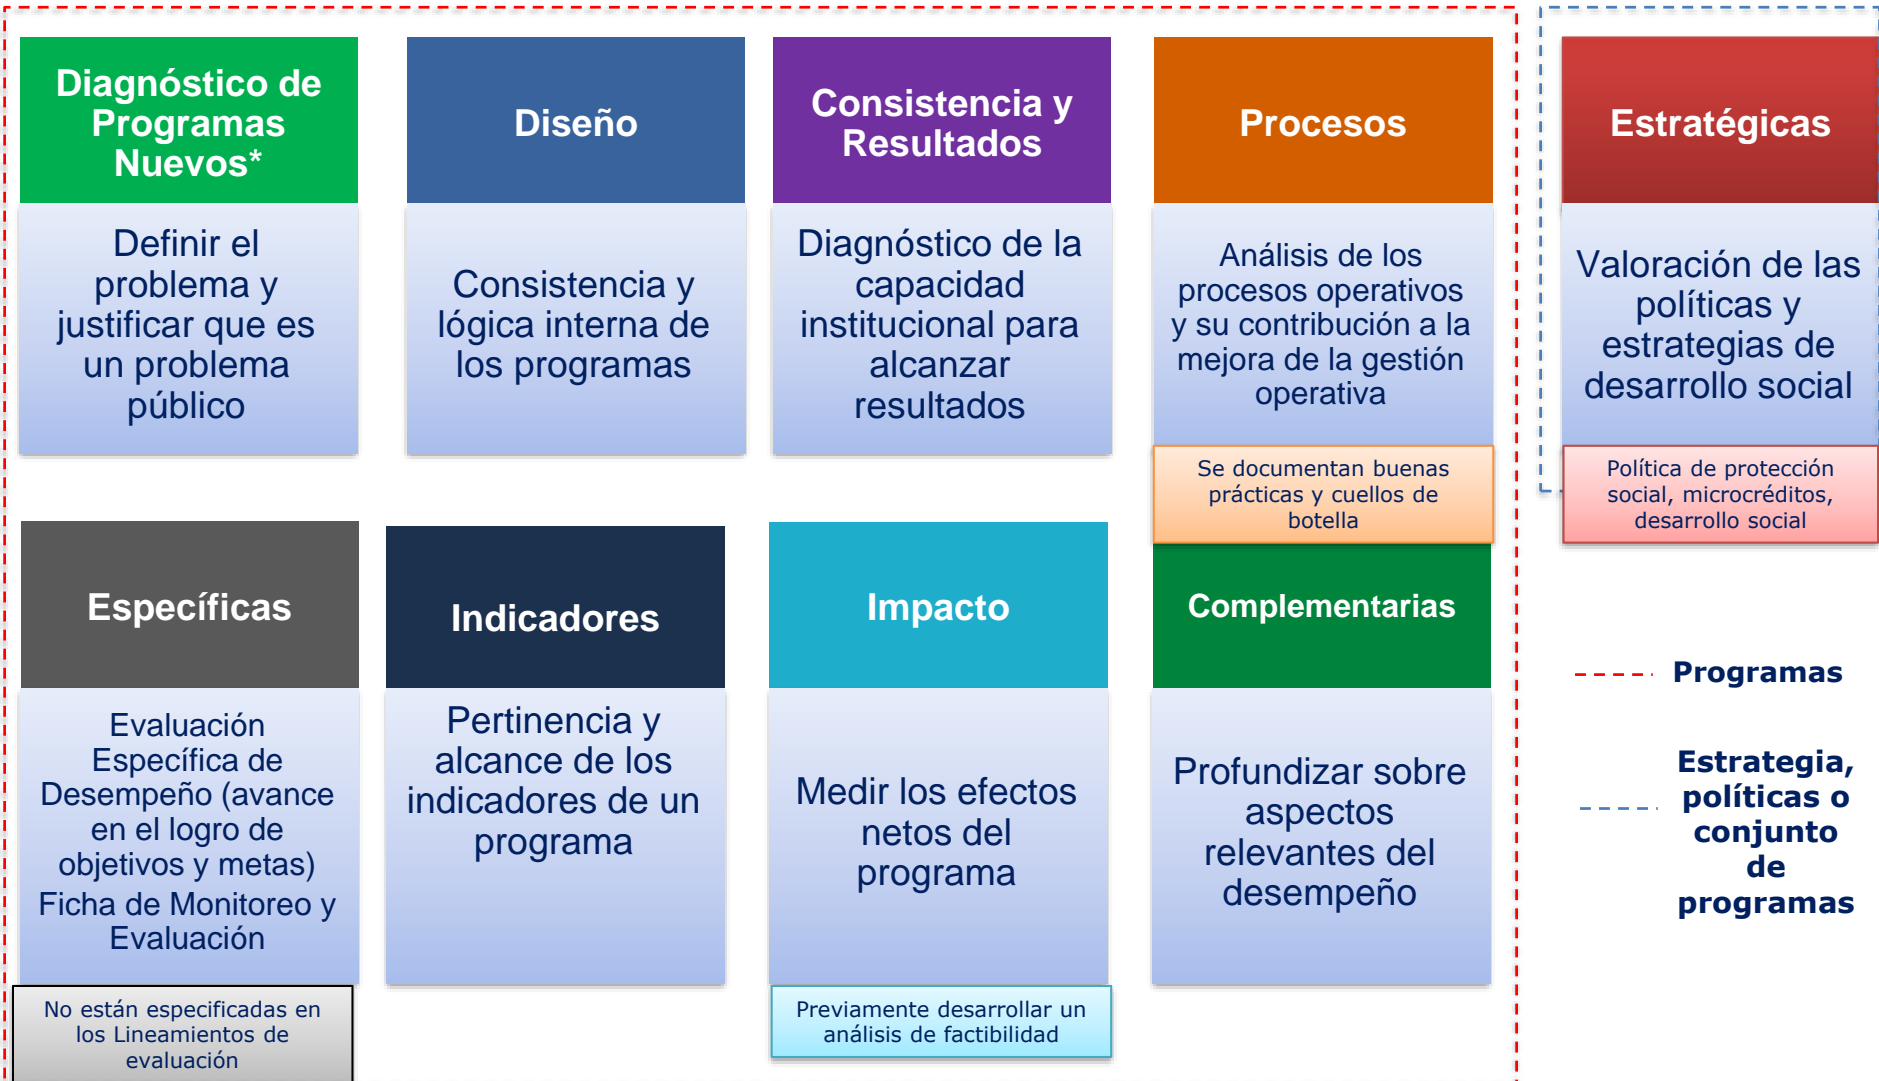 Diagnóstico de
Programas
Nuevos*
Definir el
problema y
justificar que es
un problema
público
Diseño
Consistencia y
lógica interna de
los programas
Consistencia y
Resultados
Diagnóstico de la
capacidad
institucional para
alcanzar
resultados
Procesos
Análisis de los
procesos operativos
y su contribución a la
mejora de la gestión
operativa
Se documentan buenas
prácticas y cuellos de
botella
Estratégicas
Valoración de las
políticas y
estrategias de
desarrollo social
Política de protección
social, microcréditos,
desarrollo social
Específicas
Evaluación
Específica de
Desempeño (avance
en el logro de
objetivos y metas)
Ficha de Monitoreo y
Evaluación
No están especificadas en
los Lineamientos de
evaluación
Indicadores
Pertinencia y
alcance de los
indicadores de un
programa
Impacto
Medir los efectos
netos del
programa
Previamente desarrollar un
análisis de factibilidad
Complementarias
Profundizar sobre
aspectos
relevantes del
desempeño
Programas
Estrategia,
políticas o
conjunto
de
programas